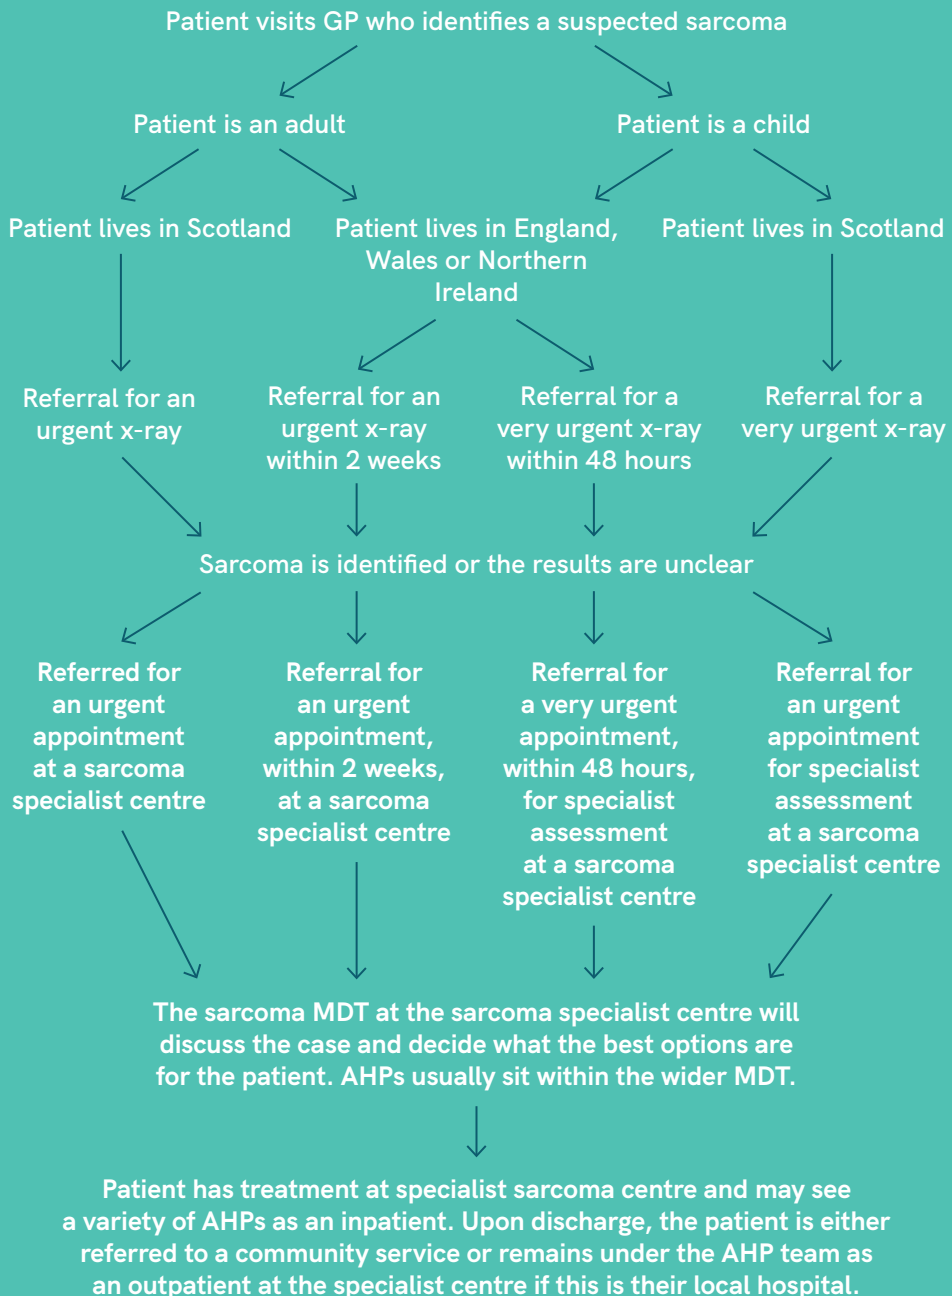 Patient visits GP who identifies a suspected sarcoma
Patient is an adult
Patient is a child
Patient lives in Scotland
Patient lives in England,
Wales or Northern
Ireland
Patient lives in Scotland
Referral for an
urgent x-ray
Referral for an
urgent x-ray
within 2 weeks
Referral for a
very urgent x-ray
within 48 hours
Referral for a
very urgent x-ray
Sarcoma is identified or the results are unclear
Referred for
an urgent
appointment
at a sarcoma
specialist centre
Referral for
an urgent
appointment,
within 2 weeks,
at a sarcoma
specialist centre
Referral for
a very urgent
appointment,
within 48 hours,
for specialist
assessment
at a sarcoma
specialist centre
Referral for
an urgent
appointment
for specialist
assessment
at a sarcoma
specialist centre
The sarcoma MDT at the sarcoma specialist centre will
discuss the case and decide what the best options are
for the patient. AHPs usually sit within the wider MDT.
Patient has treatment at specialist sarcoma centre and may see
a variety of AHPs as an inpatient. Upon discharge, the patient is either
referred to a community service or remains under the AHP team as
an outpatient at the specialist centre if this is their local hospital.